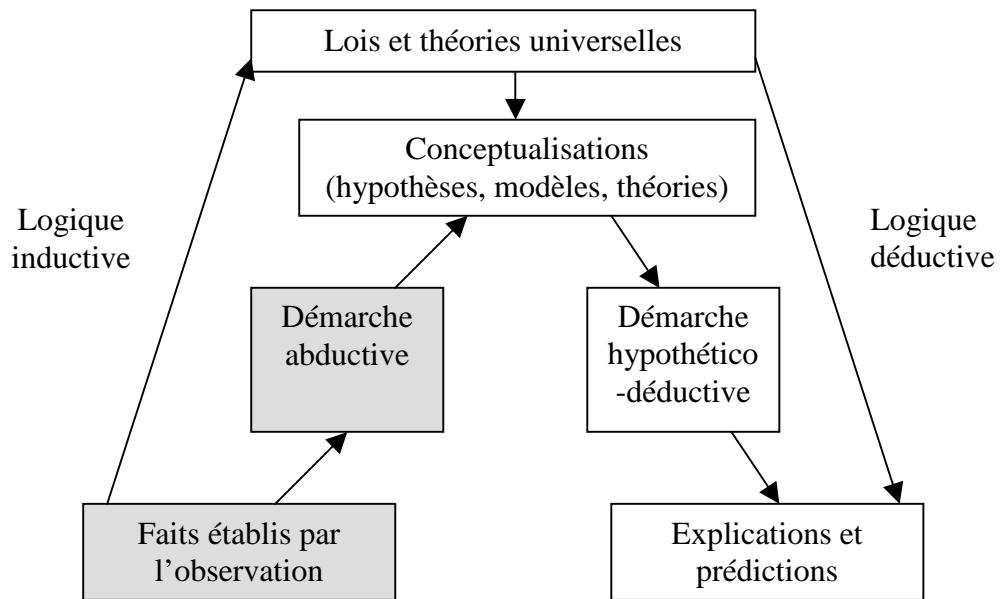 Lois et théories universelles
Conceptualisations
(hypothèses, modèles, théories)
Logique
inductive
Logique
déductive
Démarche
abductive
Démarche
hypothético
-déductive
Faits établis par
l’observation
Explications et
prédictions